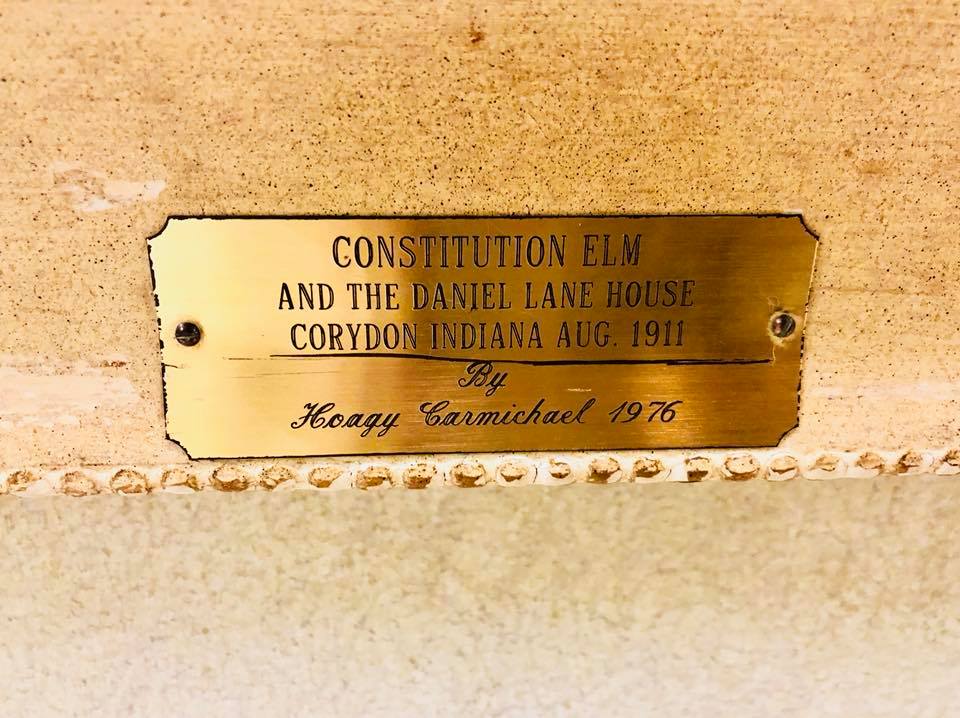 CONSTITUTION ELM
AND THE DANIEL LANE HOUSE
CORYDON INDIANA AUG. 1911
By
Hoagy Carmichael 1976